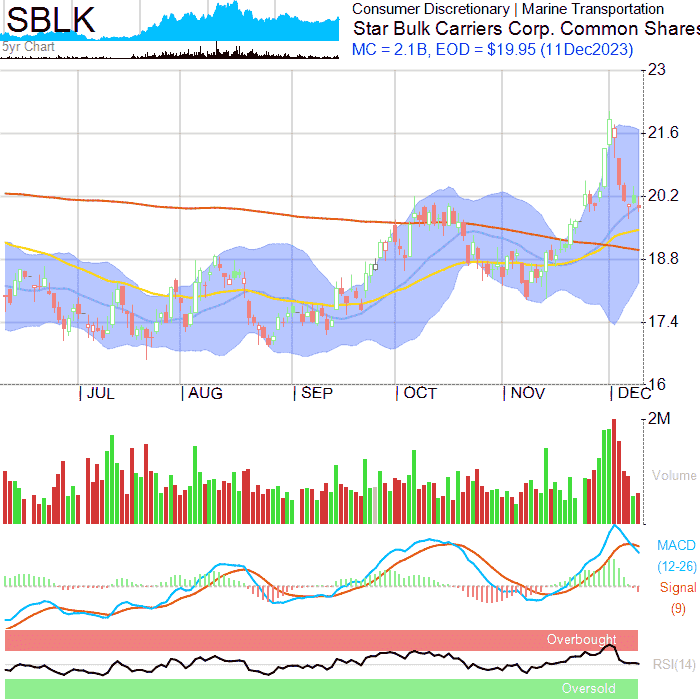 SBLK
5yr Chart
Consumer Discretionary | Marine Transportation
Star Bulk Carriers Corp. Common Shares
MC = 2.1B, EOD = $19.95 (11Dec2023)
23
21.6
20.2
18.8
17.4
16
JUL AUG SEP OCT NOV DEC
2M
Volume
MACD
(12-26)
Signal
(9)
Overbought
RSI(14)
Oversold